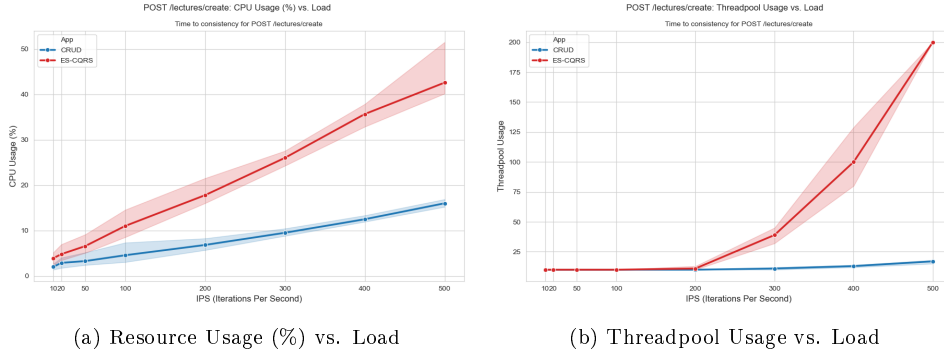 POST /lectures/create: CPU Usage (%) vs. Load
Time to consistency for POST /lectures/create
App
CRUD
ES-CQRS
CPU Usage (%)
50
40
30
20
10
0
10 20 50 100 200 300 400 500
IPS (Iterations Per Second)
(a) Resource Usage (%) vs. Load
POST /lectures/create: Threadpool Usage vs. Load
Time to consistency for POST /lectures/create
App
CRUD
ES-CQRS
Threadpool Usage
200
175
150
125
100
75
50
25
10 20 50 100 200 300 400 500
IPS (Iterations Per Second)
(b) Threadpool Usage vs. Load